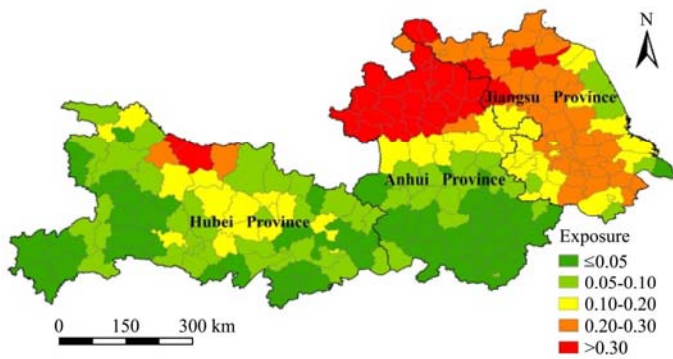 N
Jiangsu Province
Anhui Province
Hubei Province
Exposure
≤0.05
0.05-0.10
0.10-0.20
0.20-0.30
>0.30
0 150 300 km